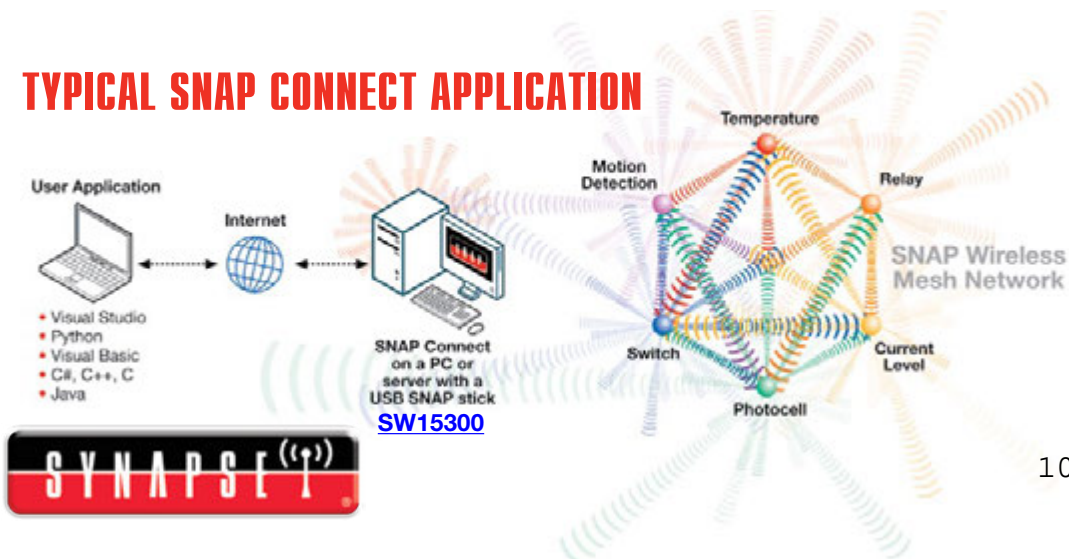 TYPICAL SNAP CONNECT APPLICATION
User Application
Internet
• Visual Studio
• Python
• Visual Basic
• C#, C++, C
• Java
SNAP Connect
on a PC or
server with a
USB SNAP stick
SW15300
Temperature
Motion
Detection
Relay
SNAP Wireless
Mesh Network
Switch
Current
Level
Photocell
SYNAPSE
®
10